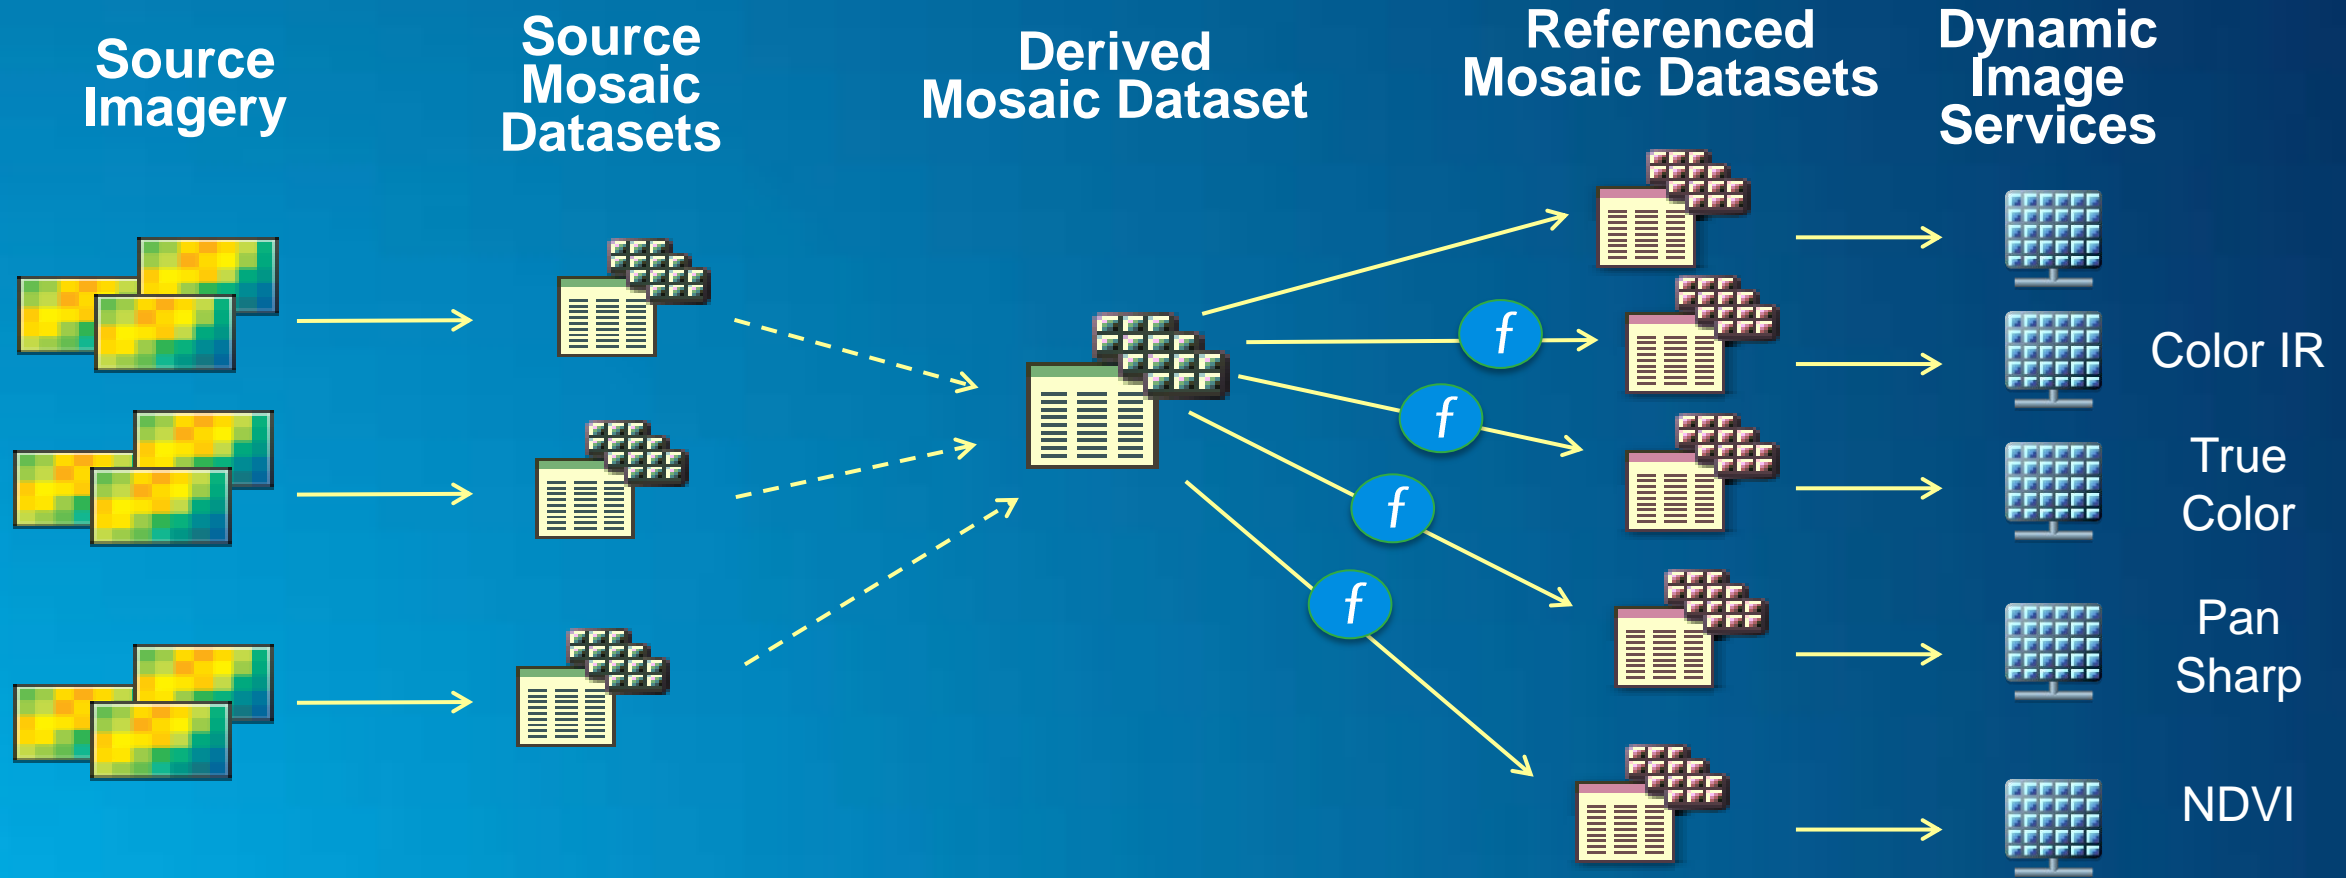 Source
Imagery
Source
Mosaic
Datasets
Derived
Mosaic Dataset
Referenced
Mosaic Datasets
Dynamic
Image
Services
ƒ
Color IR
ƒ
True
Color
ƒ
Pan
Sharp
ƒ
NDVI